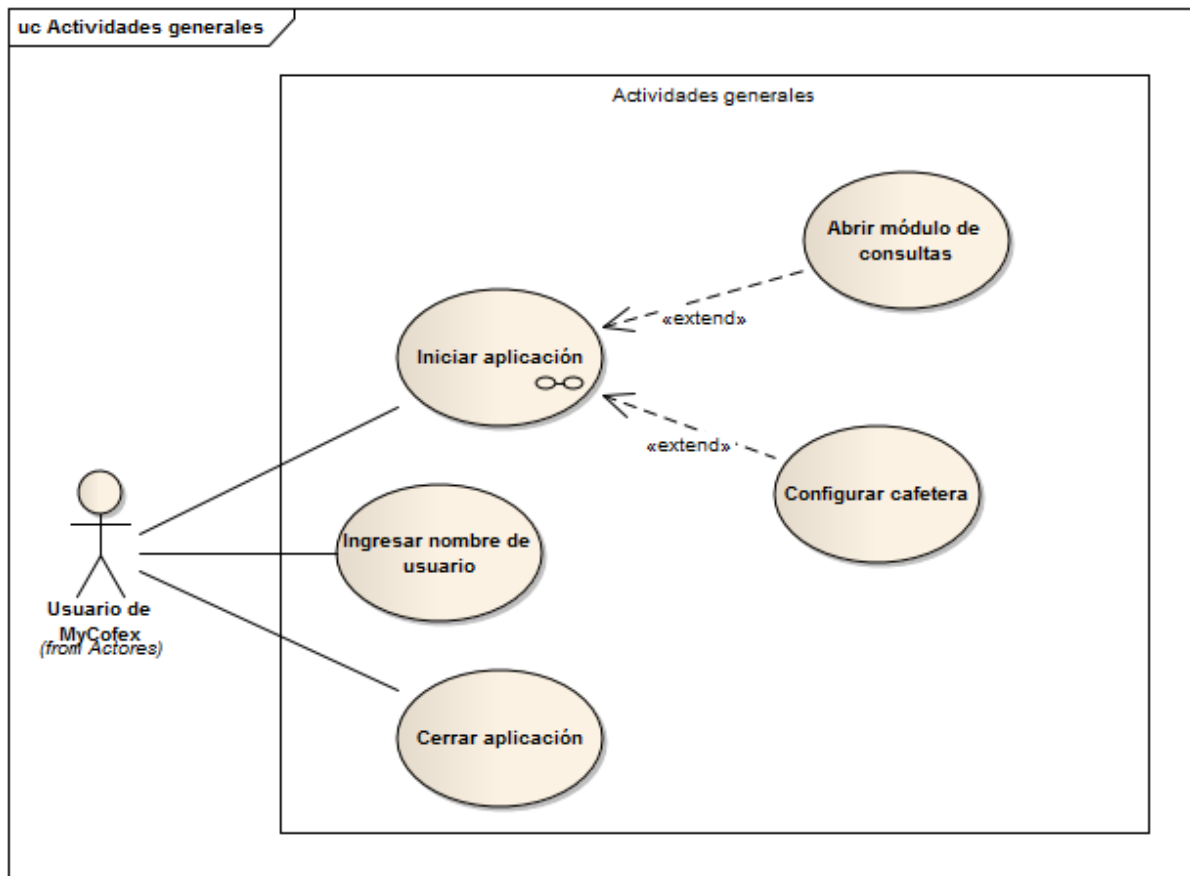 uc Actividades generales
Actividades generales
Abrir módulo de
consultas
«extend»
Iniciar aplicación
«extend»
Configurar cafetera
Ingresar nombre de
usuario
Usuario de
MyCofex
(from Actores)
Cerrar aplicación